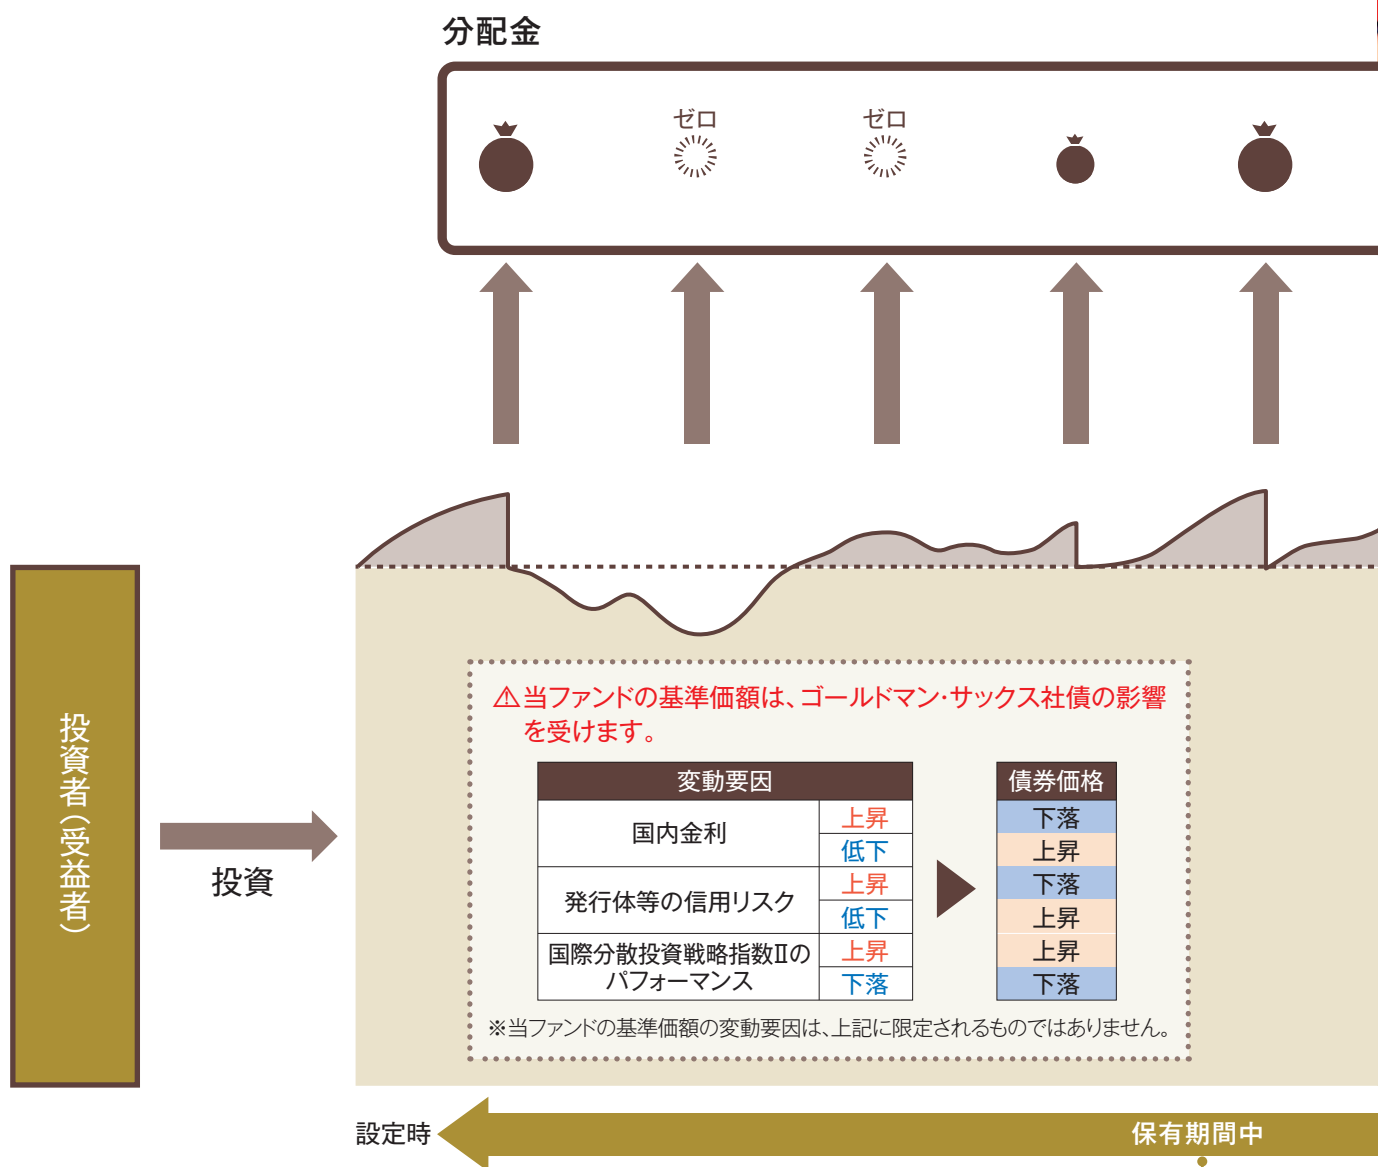 分配金
ゼロ
ゼロ
投資者（受益者）
投資
⚠当ファンドの基準価額は、ゴールドマン・サックス社債の影響
を受けます。
変動要因
債券価格
国内金利
上昇
下落
低下
上昇
発行体等の信用リスク
上昇
下落
低下
上昇
国際分散投資戦略指数Ⅱの
パフォーマンス
上昇
上昇
下落
下落
※当ファンドの基準価額の変動要因は、上記に限定されるものではありません。
設定時
保有期間中